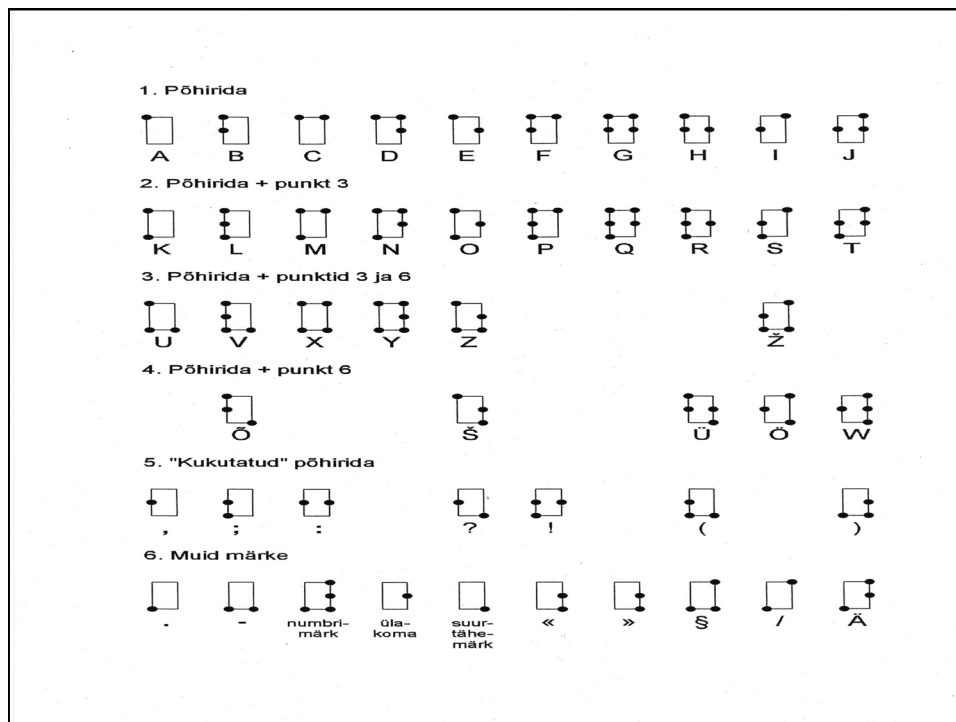 1. Põhirida
A B C D E F G H I J
2. Põhirida + punkt 3
K L M N O P Q R S T
3. Põhirida + punktid 3 ja 6
U V X Y Z Ž
4. Põhirida + punkt 6
Õ Š Ü Ö W
5. "Kukutatud" põhirida
, ; : ? ! ( )
6. Muid märke
. - numbri- üla- suur- « » § / Ä
märk koma tähe-
märk